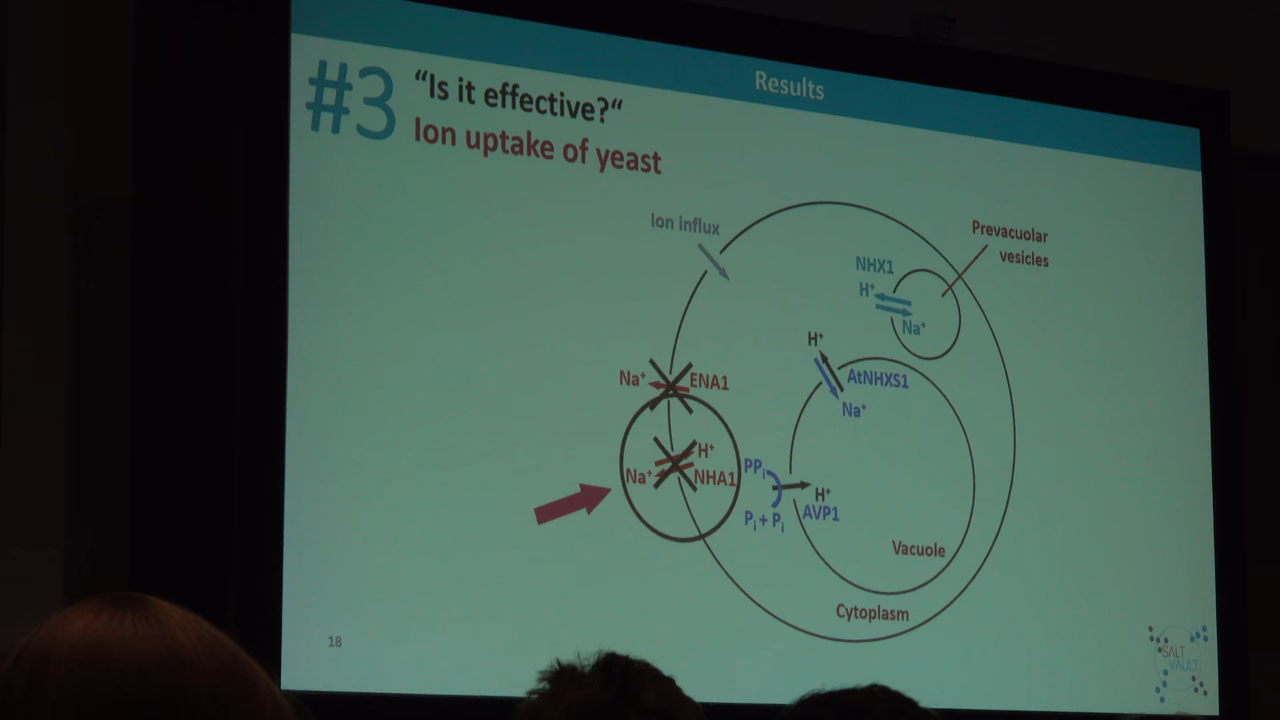 Results
#3
“Is it effective?“
Ion uptake of yeast
Ion influx
Prevacuolar
vesicles
NHX1
H⁺
Na⁺
H⁺
AtNHXS1
Na⁺
Na⁺
ENA1
H⁺
Na⁺
NHA1
PPᵢ
H⁺
Pᵢ + Pᵢ
AVP1
Vacuole
Cytoplasm
18
SALT
VAULT